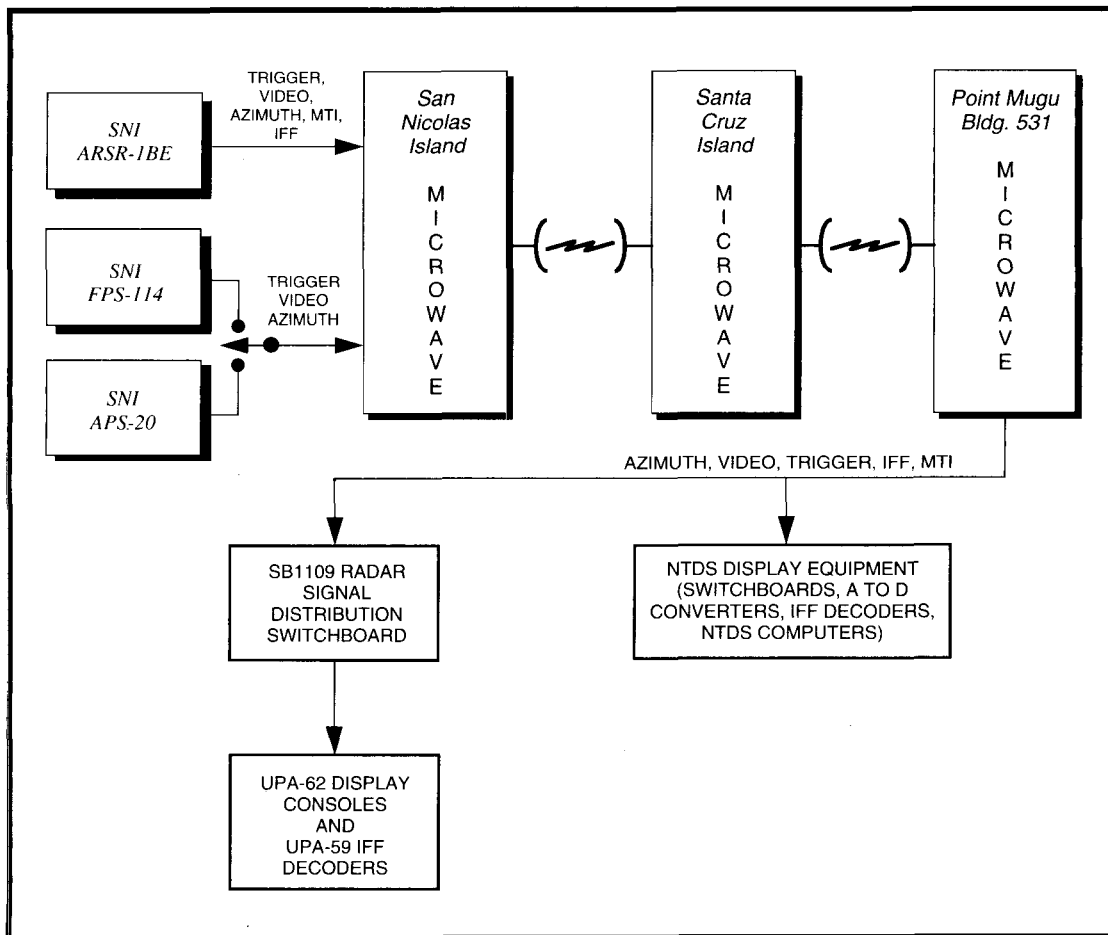 SNI
ARSR-1BE
TRIGGER,
VIDEO,
AZIMUTH, MTI,
IFF
SNI
FPS-114
SNI
APS-20
TRIGGER
VIDEO
AZIMUTH
San
Nicolas
Island
M
I
C
R
O
W
A
V
E
Santa
Cruz
Island
M
I
C
R
O
W
A
V
E
Point Mugu
Bldg. 531
M
I
C
R
O
W
A
V
E
AZIMUTH, VIDEO, TRIGGER, IFF, MTI
SB1109 RADAR
SIGNAL
DISTRIBUTION
SWITCHBOARD
NTDS DISPLAY EQUIPMENT
(SWITCHBOARDS, A TO D
CONVERTERS, IFF DECODERS,
NTDS COMPUTERS)
UPA-62 DISPLAY
CONSOLES
AND
UPA-59 IFF
DECODERS